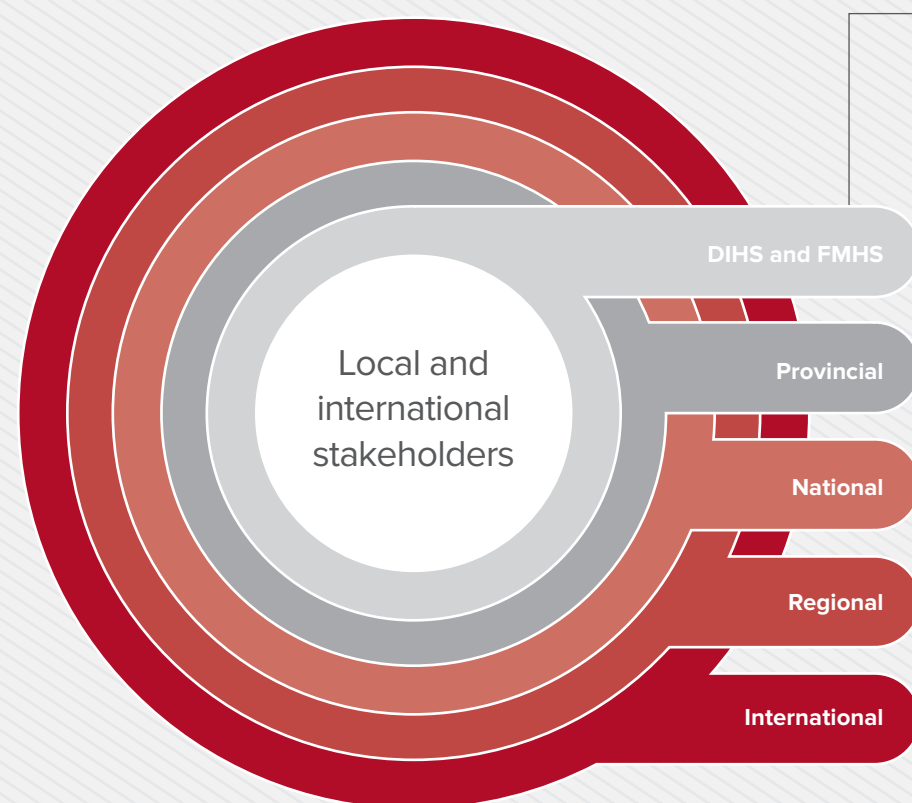 Local and
international
stakeholders
DIHS and FMHS
Provincial
National
Regional
International